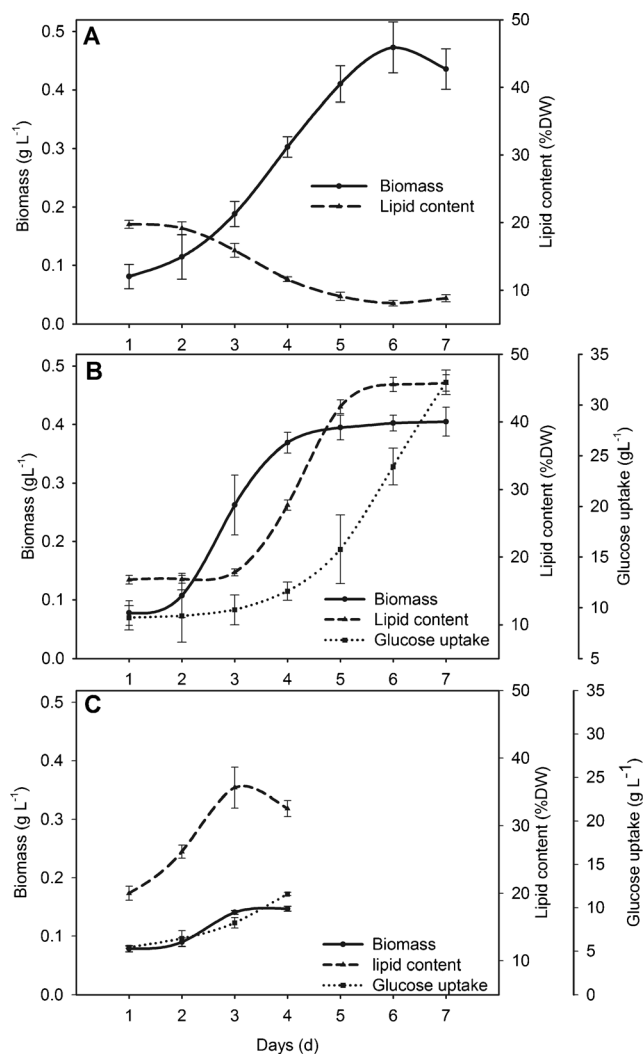 A
0.5
0.4
0.3
0.2
0.1
0.0
Biomass (g L⁻¹)
50
40
30
20
10
Lipid content (%DW)
Biomass
Lipid content
1 2 3 4 5 6 7
B
0.5
0.4
0.3
0.2
0.1
0.0
Biomass (gL⁻¹)
50
40
30
20
10
Lipid content (%DW)
35
30
25
20
15
10
5
Glucose uptake (gL⁻¹)
Biomass
Lipid content
Glucose uptake
1 2 3 4 5 6 7
C
0.5
0.4
0.3
0.2
0.1
0.0
Biomass (g L⁻¹)
50
40
30
20
10
Lipid content (%DW)
35
30
25
20
15
10
5
0
Glucose uptake (g L⁻¹)
Biomass
lipid content
Glucose uptake
1 2 3 4 5 6 7
Days (d)